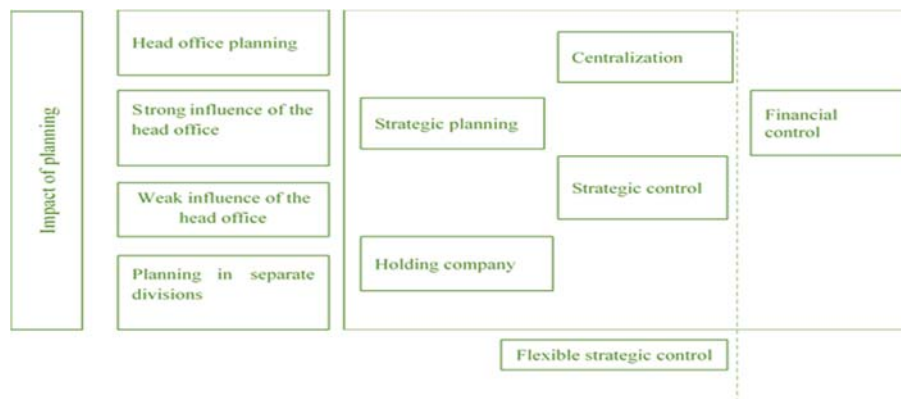 Impact of planning
Head office planning
Strong influence of the
head office
Weak influence of the
head office
Planning in separate
divisions
Centralization
Strategic planning
Financial
control
Strategic control
Holding company
Flexible strategic control